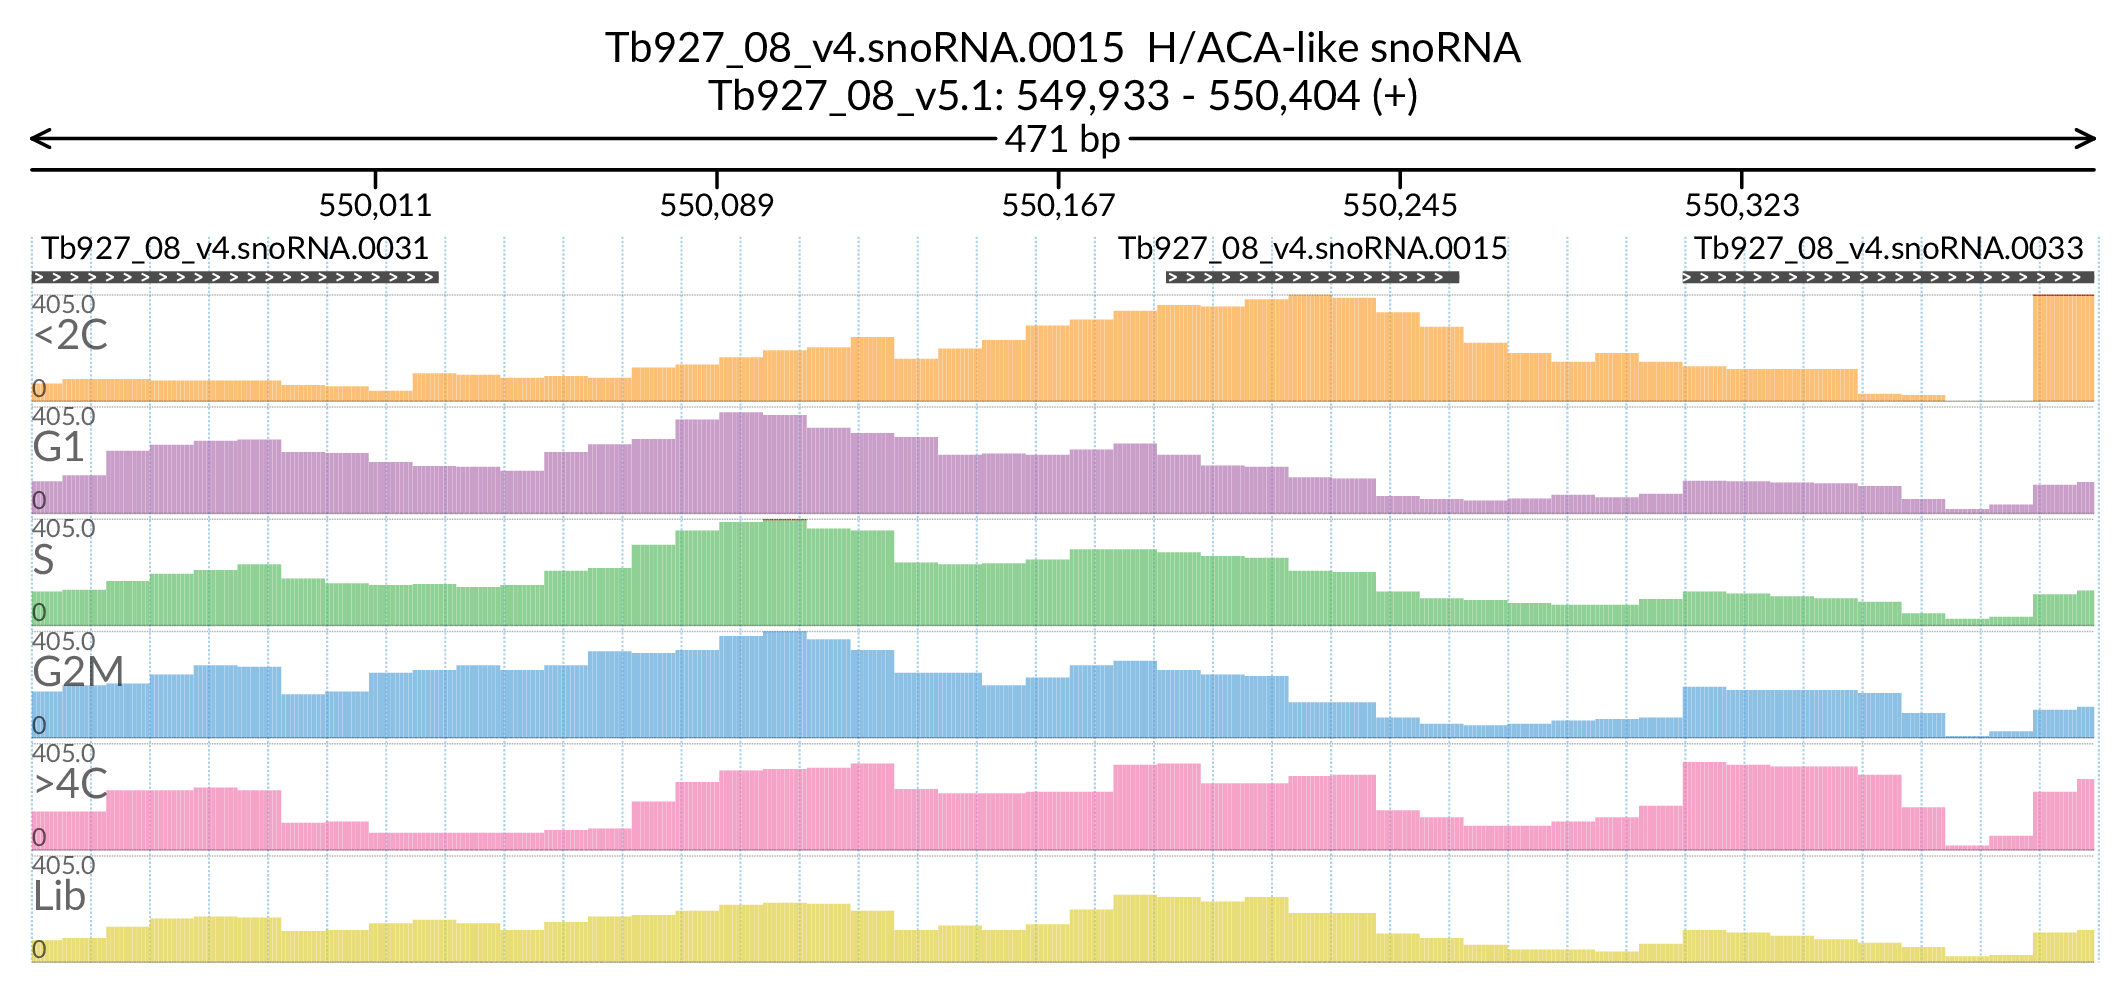 Tb927_08_v4.snoRNA.0015  H/ACA-like snoRNA
Tb927_08_v5.1: 549,933 - 550,404 (+)
471 bp
550,011 550,089 550,167 550,245 550,323
Tb927_08_v4.snoRNA.0031 Tb927_08_v4.snoRNA.0015 Tb927_08_v4.snoRNA.0033
405.0
<2C
0
405.0
G1
0
405.0
S
0
405.0
G2M
0
405.0
>4C
0
405.0
Lib
0